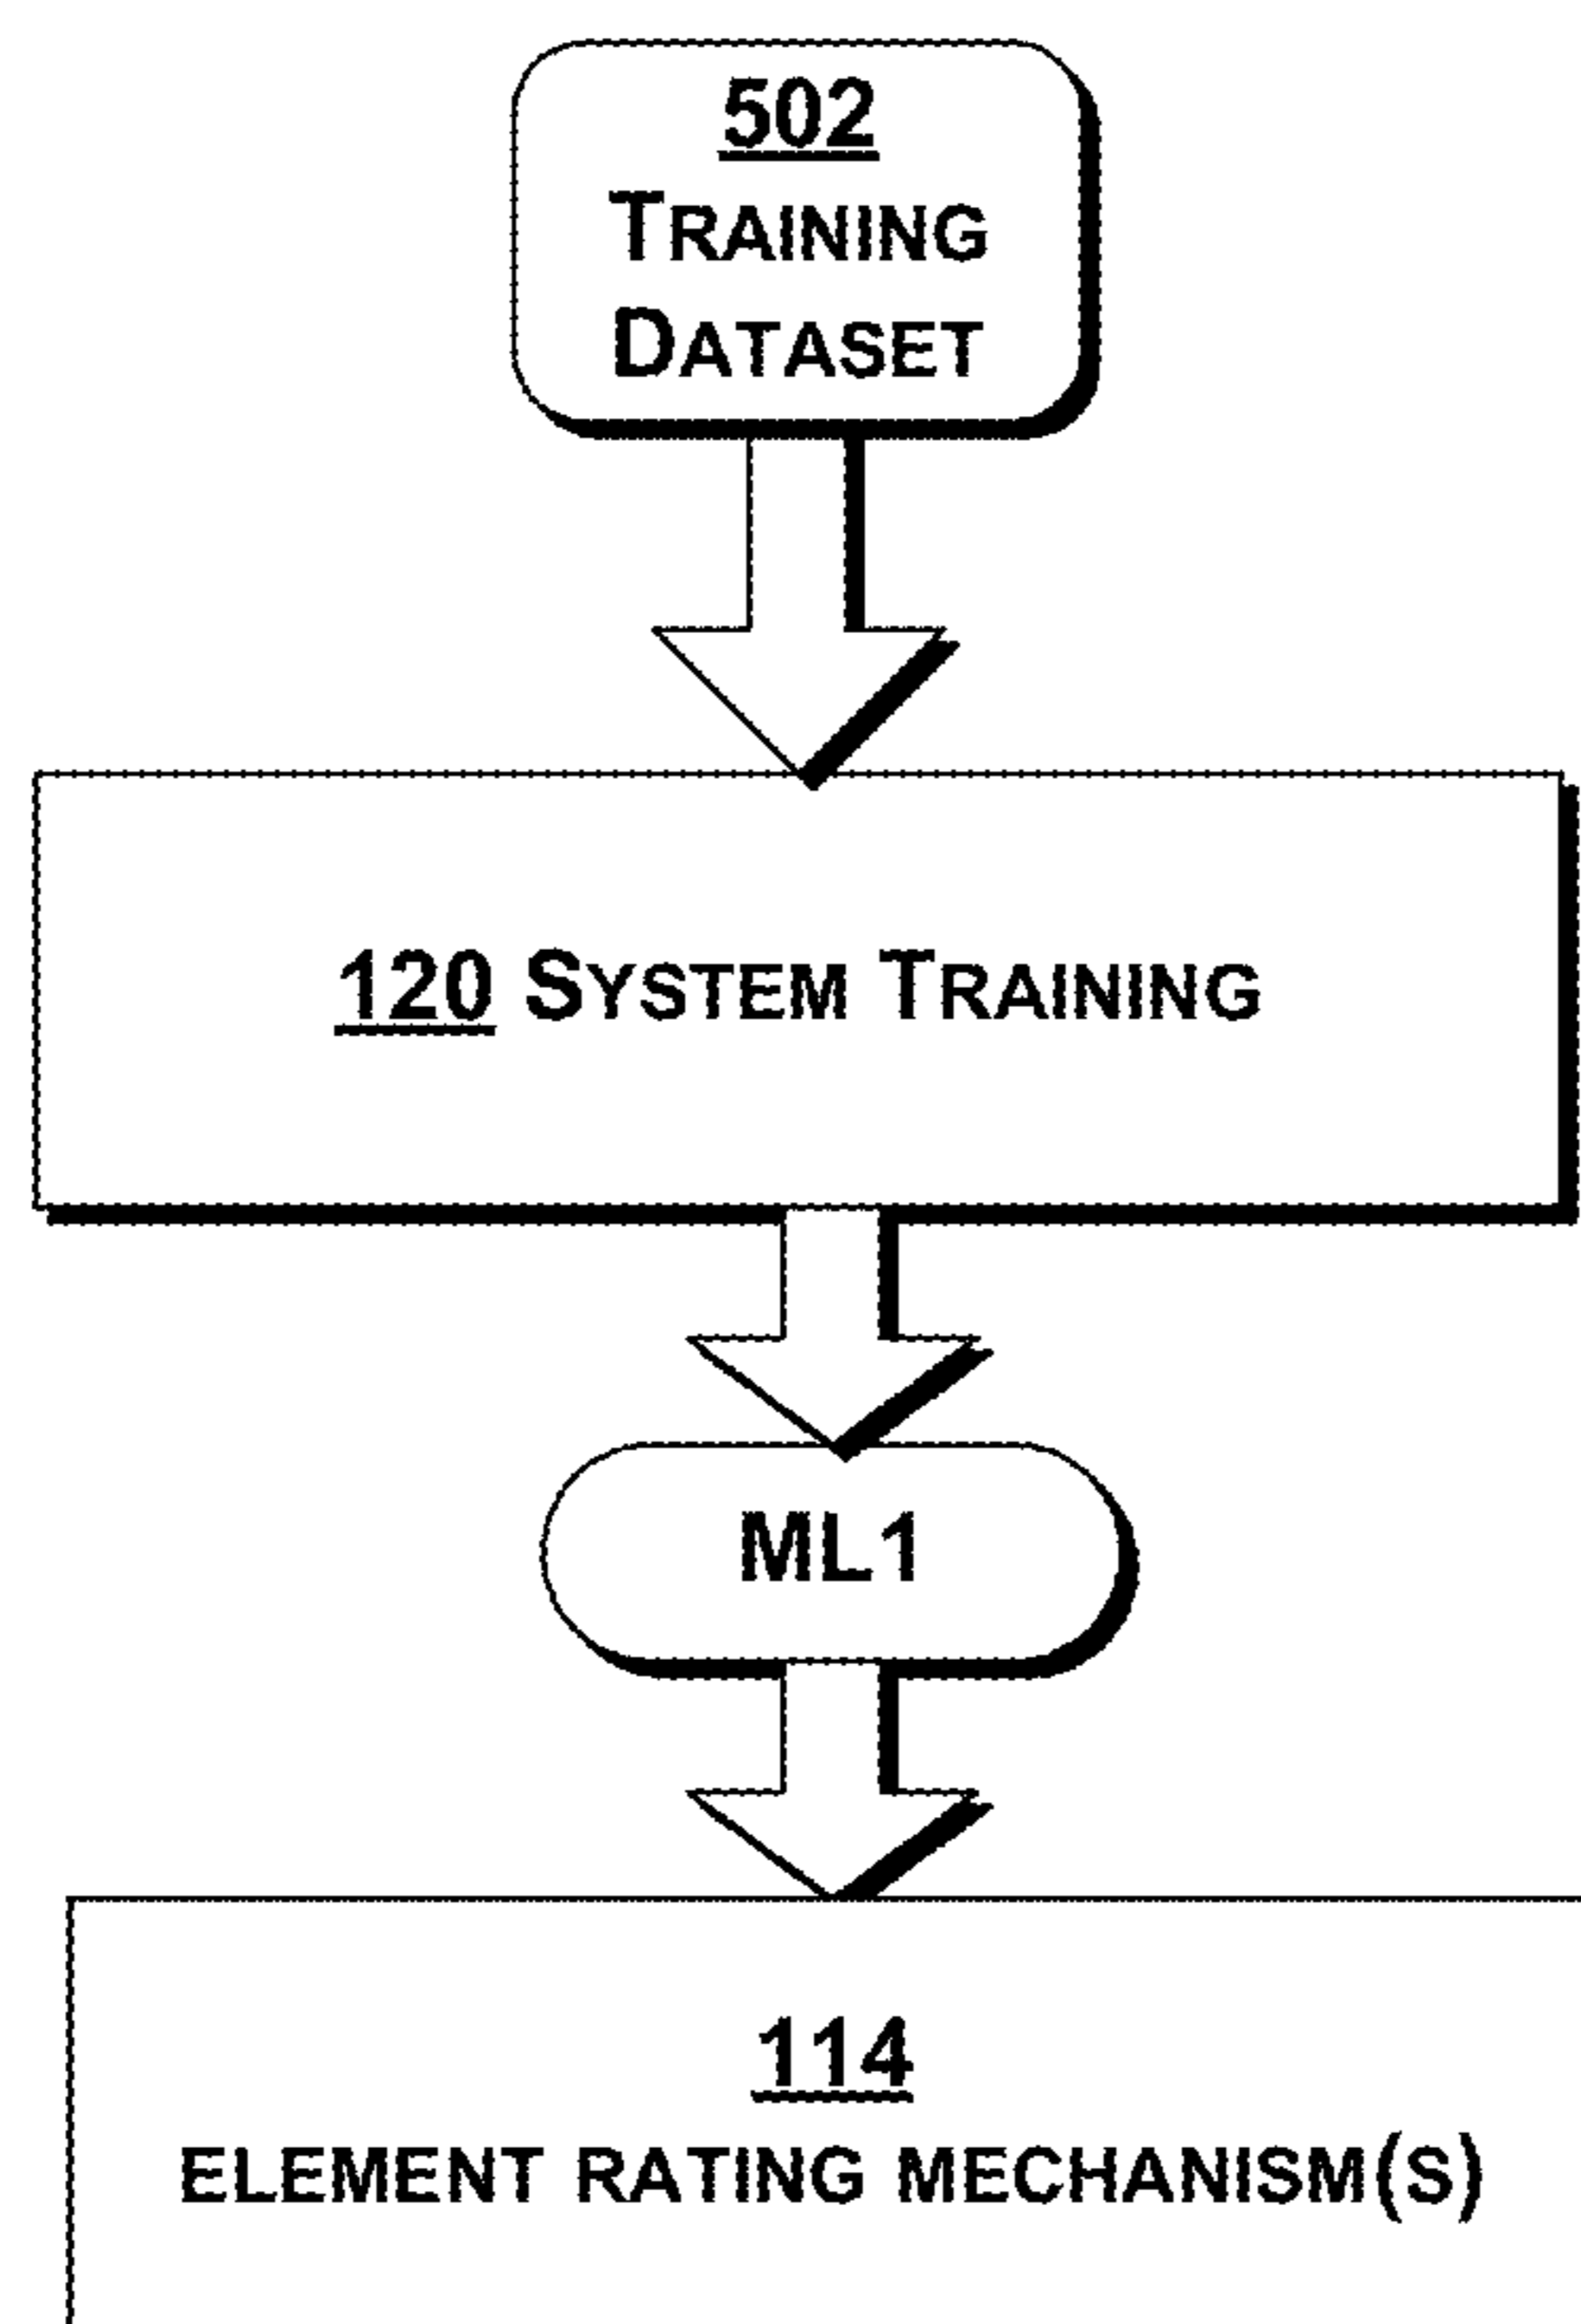 502
TRAINING
DATASET
120 SYSTEM TRAINING
ML1
114
ELEMENT RATING MECHANISM(S)